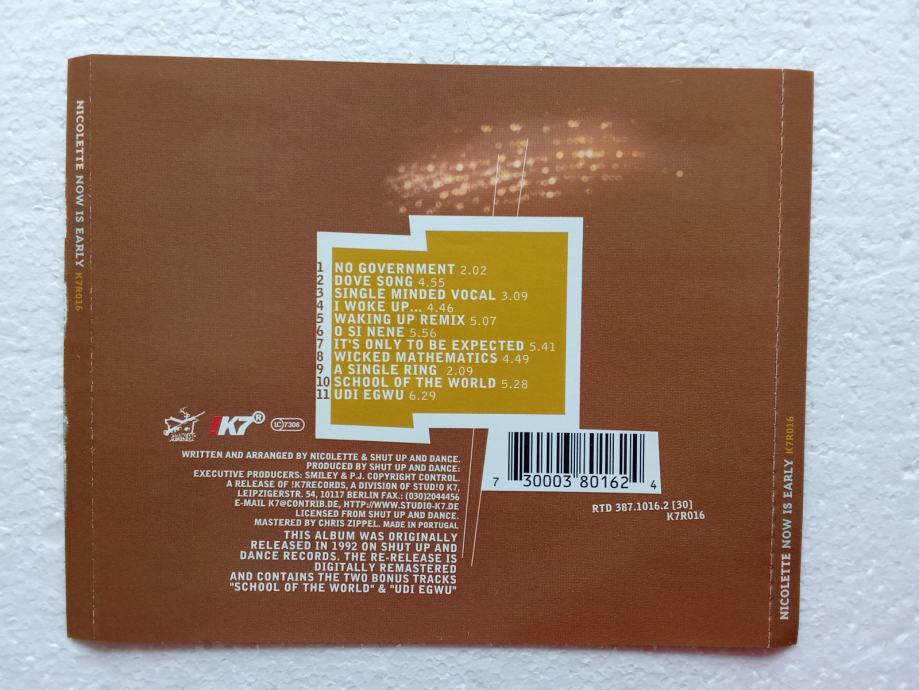 NICOLETTE NOW IS EARLY K7R016
1 NO GOVERNMENT 2.02
2 DOVE SONG 4.55
3 SINGLE MINDED VOCAL 3.09
4 I WOKE UP... 4.46
5 WAKING UP REMIX 5.07
6 O SI NENE 5.56
7 IT'S ONLY TO BE EXPECTED 5.41
8 WICKED MATHEMATICS 4.49
9 A SINGLE RING 2.09
10 SCHOOL OF THE WORLD 5.28
11 UDI EGWU 6.29
!K7®
LC 7306
WRITTEN AND ARRANGED BY NICOLETTE & SHUT UP AND DANCE.
PRODUCED BY SHUT UP AND DANCE:
EXECUTIVE PRODUCERS: SMILEY & P.J. COPYRIGHT CONTROL.
A RELEASE OF !K7RECORDS, A DIVISION OF STUD!O K7,
LEIPZIGERSTR. 54, 10117 BERLIN FAX.: (030)2044456
E-MAIL K7@CONTRIB.DE, HTTP://WWW.STUDIO-K7.DE
LICENSED FROM SHUT UP AND DANCE.
MASTERED BY CHRIS ZIPPEL. MADE IN PORTUGAL
THIS ALBUM WAS ORIGINALLY
RELEASED IN 1992 ON SHUT UP AND
DANCE RECORDS. THE RE-RELEASE IS
DIGITALLY REMASTERED
AND CONTAINS THE TWO BONUS TRACKS
"SCHOOL OF THE WORLD" & "UDI EGWU"
7 30003 80162 4
RTD 387.1016.2 [30]
K7R016
NICOLETTE NOW IS EARLY K7R016